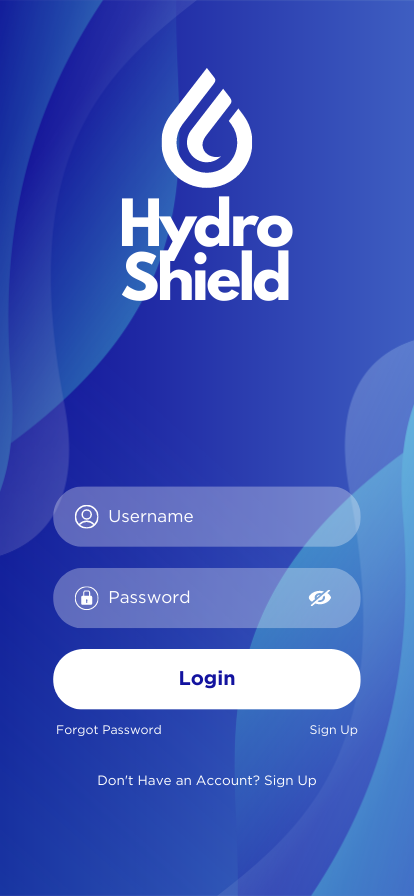 Hydro
Shield
Username
Password
Login
Forgot Password
Sign Up
Don't Have an Account? Sign Up